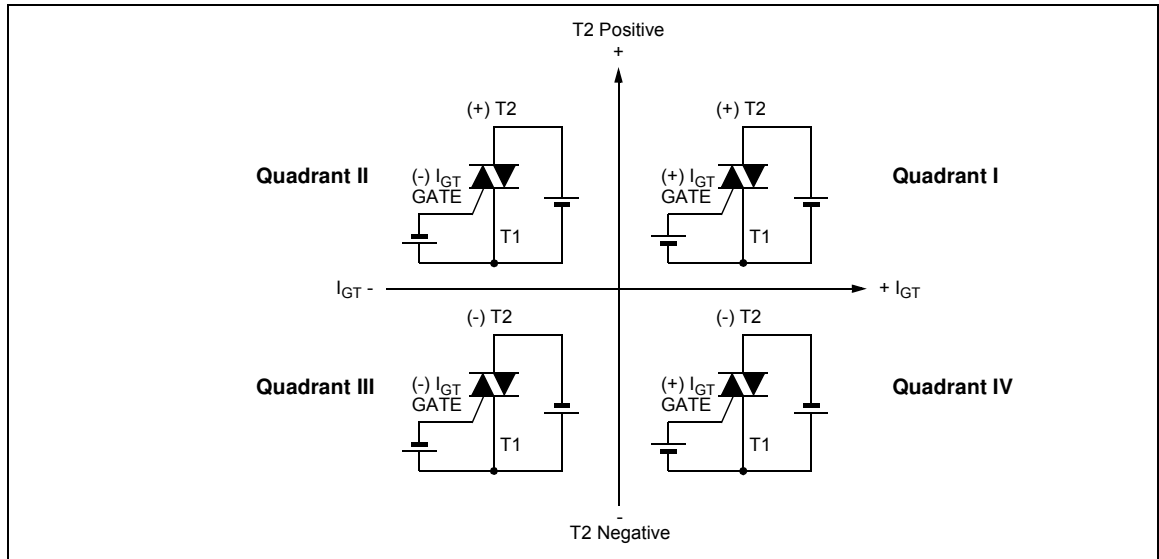 T2 Positive
+
(+) T2
(+) T2
Quadrant II
(-) IGT
GATE
T1
(+) IGT
GATE
T1
Quadrant I
IGT -
+ IGT
(-) T2
(-) T2
Quadrant III
(-) IGT
GATE
T1
(+) IGT
GATE
T1
Quadrant IV
-
T2 Negative